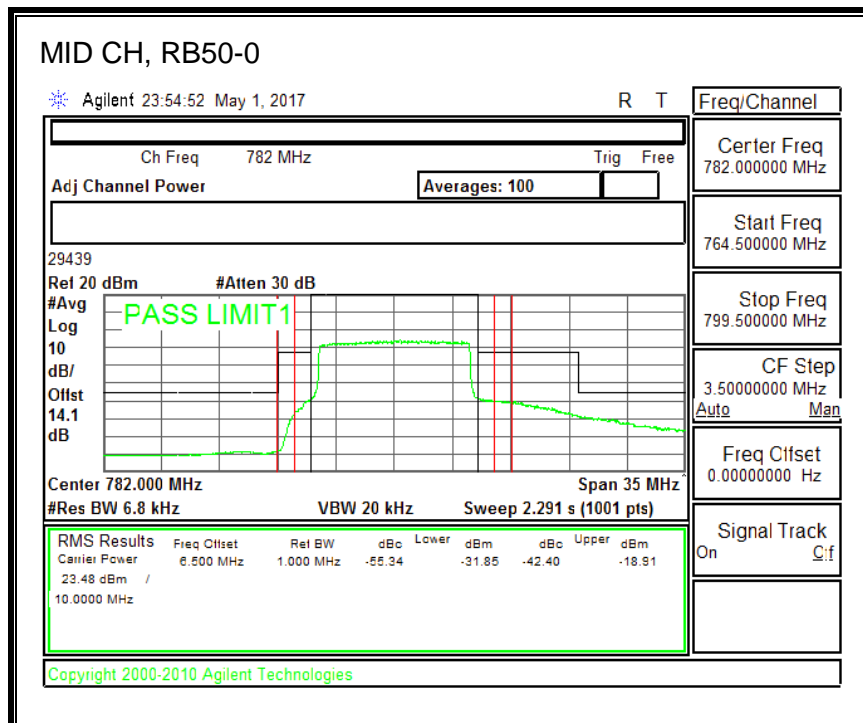 MID CH, RB50-0
Agilent 23:54:52 May 1, 2017 R T
Ch Freq 782 MHz Trig Free
Adj Channel Power Averages: 100
29439
Ref 20 dBm #Atten 30 dB
#Avg
Log
10
dB/
Offst
14.1
dB
PASS LIMIT1
Center 782.000 MHz Span 35 MHz
#Res BW 6.8 kHz VBW 20 kHz Sweep 2.291 s (1001 pts)
RMS Results Freq Offset Ref BW dBc Lower dBm dBc Upper dBm
Carrier Power 6.500 MHz 1.000 MHz -55.34 -31.85 -42.40 -18.91
23.48 dBm /
10.0000 MHz
Copyright 2000-2010 Agilent Technologies
Freq/Channel
Center Freq
782.000000 MHz
Start Freq
764.500000 MHz
Stop Freq
799.500000 MHz
CF Step
3.50000000 MHz
Auto Man
Freq Offset
0.00000000 Hz
Signal Track
On Off